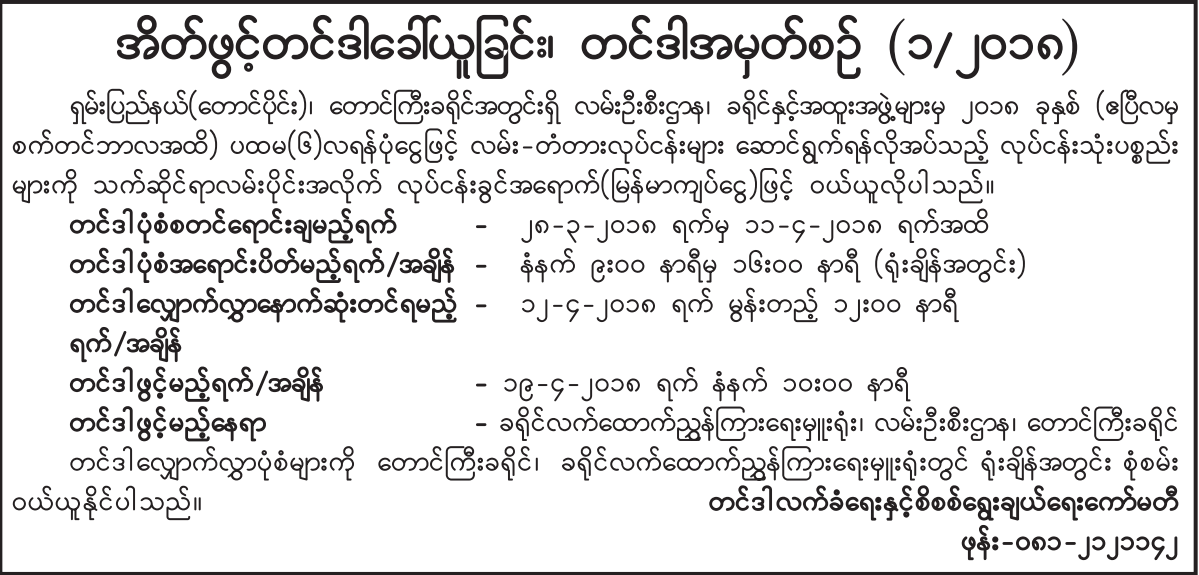 အိတ်ဖွင့်တင်ဒါခေါ်ယူခြင်း၊ တင်ဒါအမှတ်စဉ် (၁/၂၀၁၈)
ရှမ်းပြည်နယ်(တောင်ပိုင်း)၊ တောင်ကြီးခရိုင်အတွင်းရှိ လမ်းဦးစီးဌာန၊ ခရိုင်နှင့်အထူးအဖွဲ့များမှ ၂၀၁၈ ခုနှစ် (ဧပြီလမှ
စက်တင်ဘာလအထိ) ပထမ(၆)လရန်ပုံငွေဖြင့် လမ်း-တံတားလုပ်ငန်းများ ဆောင်ရွက်ရန်လိုအပ်သည့် လုပ်ငန်းသုံးပစ္စည်း
များကို သက်ဆိုင်ရာလမ်းပိုင်းအလိုက် လုပ်ငန်းခွင်အရောက်(မြန်မာကျပ်ငွေ)ဖြင့် ဝယ်ယူလိုပါသည်။
တင်ဒါပုံစံစတင်ရောင်းချမည့်ရက် - ၂၈-၃-၂၀၁၈ ရက်မှ ၁၁-၄-၂၀၁၈ ရက်အထိ
တင်ဒါပုံစံအရောင်းပိတ်မည့်ရက်/အချိန် - နံနက် ၉း၀၀ နာရီမှ ၁၆း၀၀ နာရီ (ရုံးချိန်အတွင်း)
တင်ဒါလျှောက်လွှာနောက်ဆုံးတင်ရမည့် - ၁၂-၄-၂၀၁၈ ရက် မွန်းတည့် ၁၂း၀၀ နာရီ
ရက်/အချိန်
တင်ဒါဖွင့်မည့်ရက်/အချိန် - ၁၉-၄-၂၀၁၈ ရက် နံနက် ၁၀း၀၀ နာရီ
တင်ဒါဖွင့်မည့်နေရာ - ခရိုင်လက်ထောက်ညွှန်ကြားရေးမှူးရုံး၊ လမ်းဦးစီးဌာန၊ တောင်ကြီးခရိုင်
တင်ဒါလျှောက်လွှာပုံစံများကို တောင်ကြီးခရိုင်၊ ခရိုင်လက်ထောက်ညွှန်ကြားရေးမှူးရုံးတွင် ရုံးချိန်အတွင်း စုံစမ်း
ဝယ်ယူနိုင်ပါသည်။ တင်ဒါလက်ခံရေးနှင့်စိစစ်ရွေးချယ်ရေးကော်မတီ
ဖုန်း-၀၈၁-၂၁၂၁၁၄၂